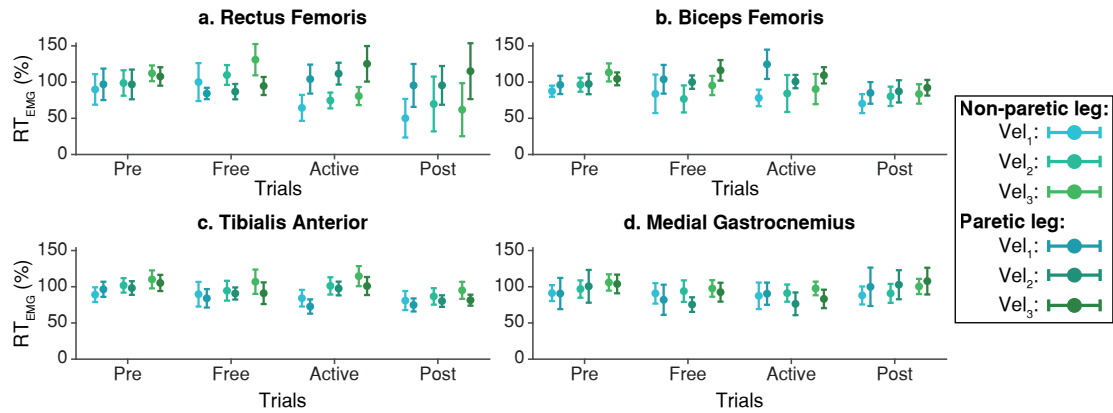 a. Rectus Femoris
RT_EMG (%)
150
100
50
0
Pre Free Active Post
Trials
b. Biceps Femoris
150
100
50
0
Pre Free Active Post
Trials
c. Tibialis Anterior
RT_EMG (%)
150
100
50
0
Pre Free Active Post
Trials
d. Medial Gastrocnemius
150
100
50
0
Pre Free Active Post
Trials
Non-paretic leg:
Vel₁:
Vel₂:
Vel₃:
Paretic leg:
Vel₁:
Vel₂:
Vel₃: